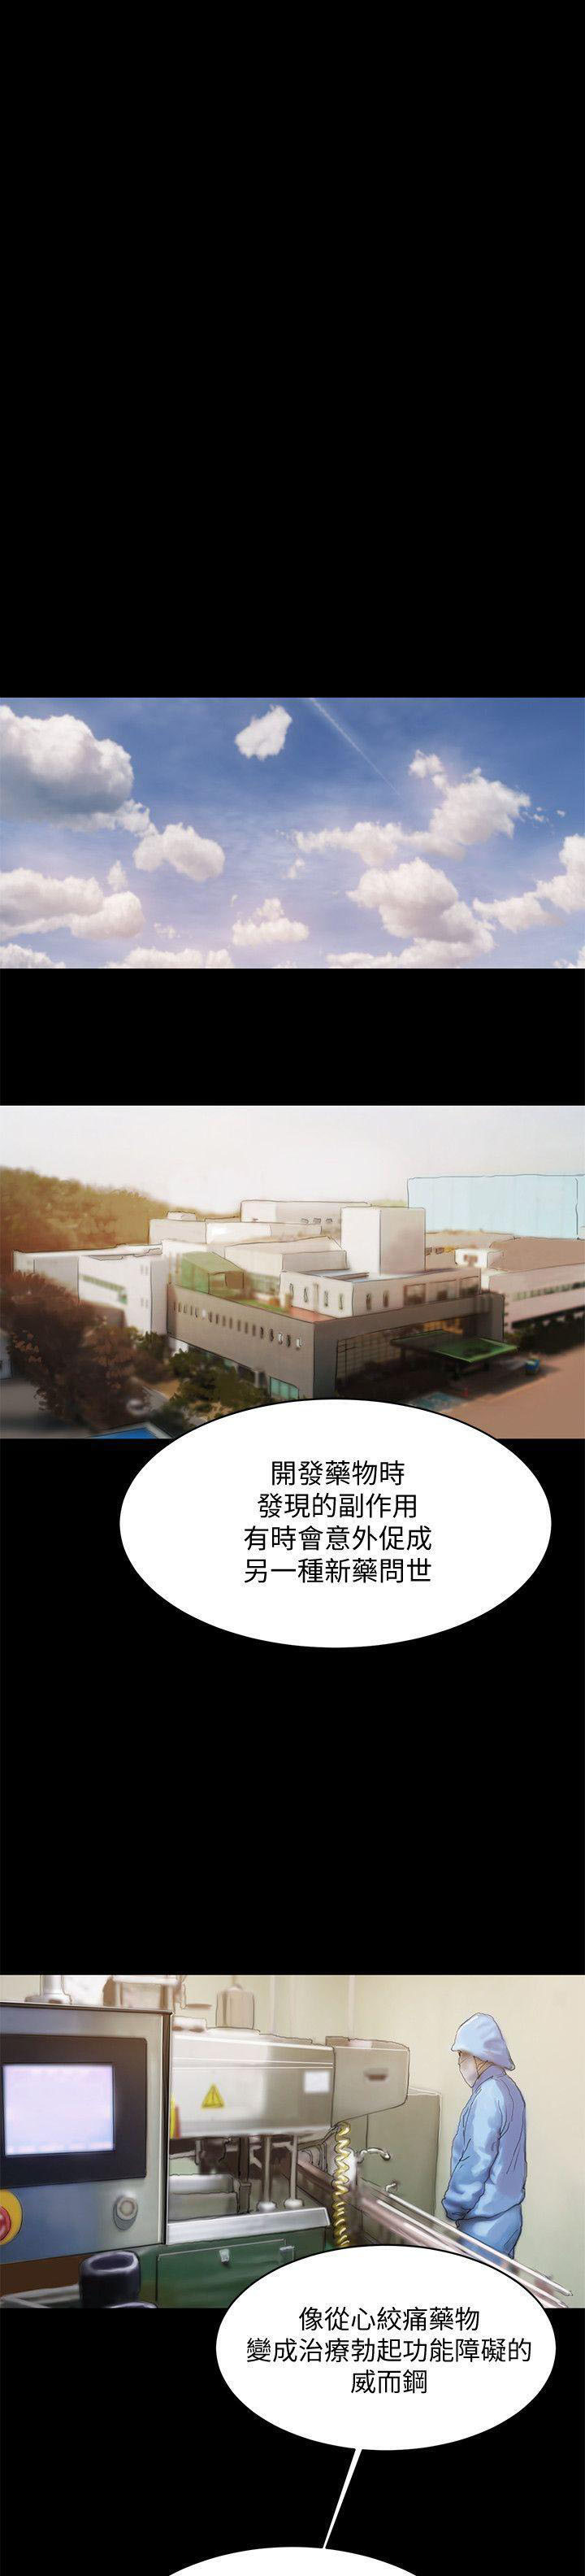 開發藥物時
發現的副作用
有時會意外促成
另一種新藥問世
像從心絞痛藥物
變成治療勃起功能障礙的
威而鋼